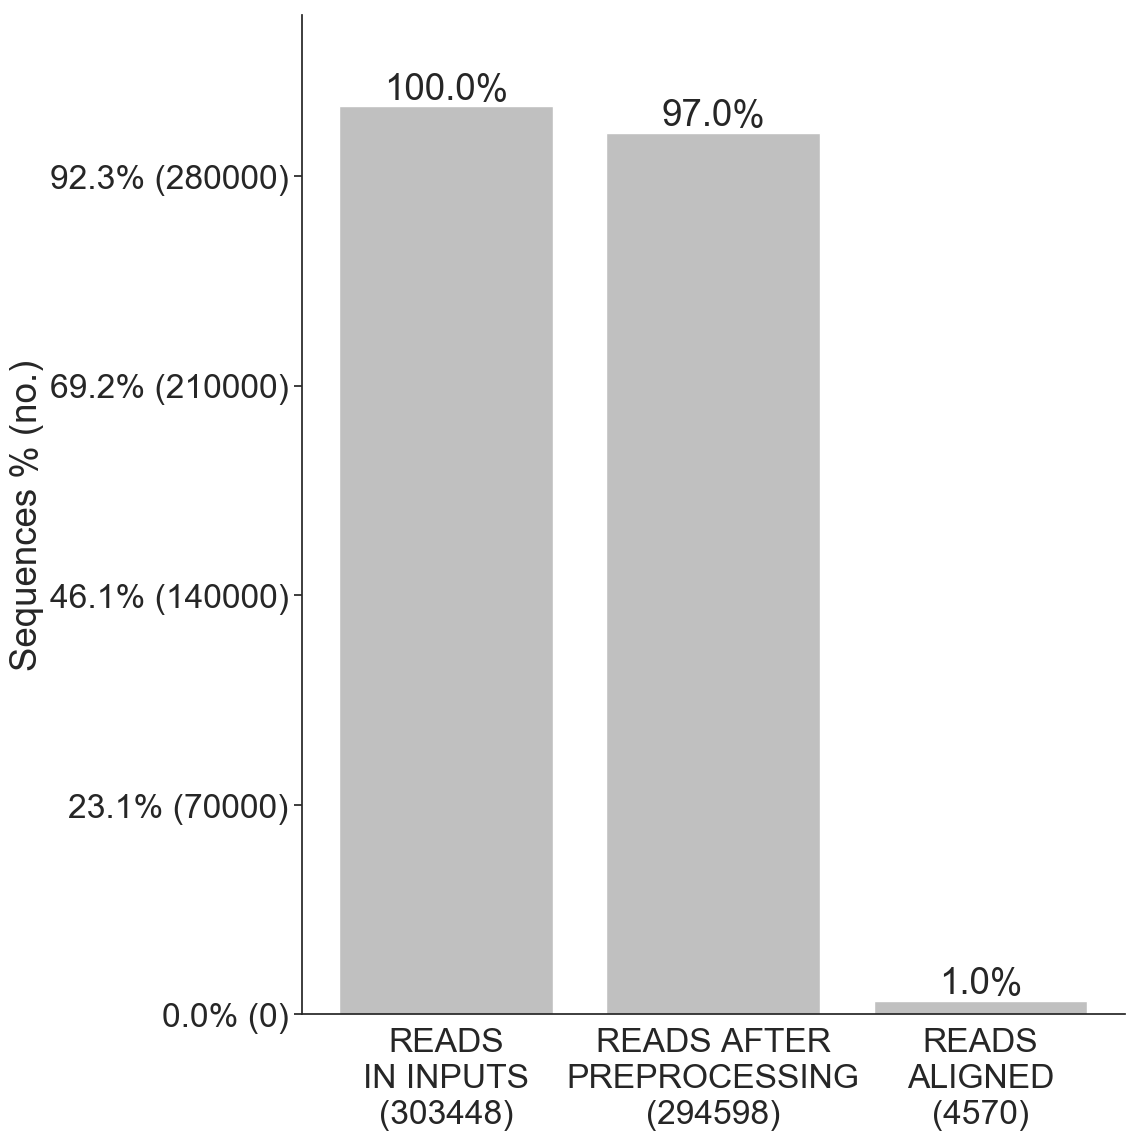 Sequences % (no.)
92.3% (280000)
69.2% (210000)
46.1% (140000)
23.1% (70000)
0.0% (0)
100.0%
97.0%
1.0%
READS
IN INPUTS
(303448)
READS AFTER
PREPROCESSING
(294598)
READS
ALIGNED
(4570)